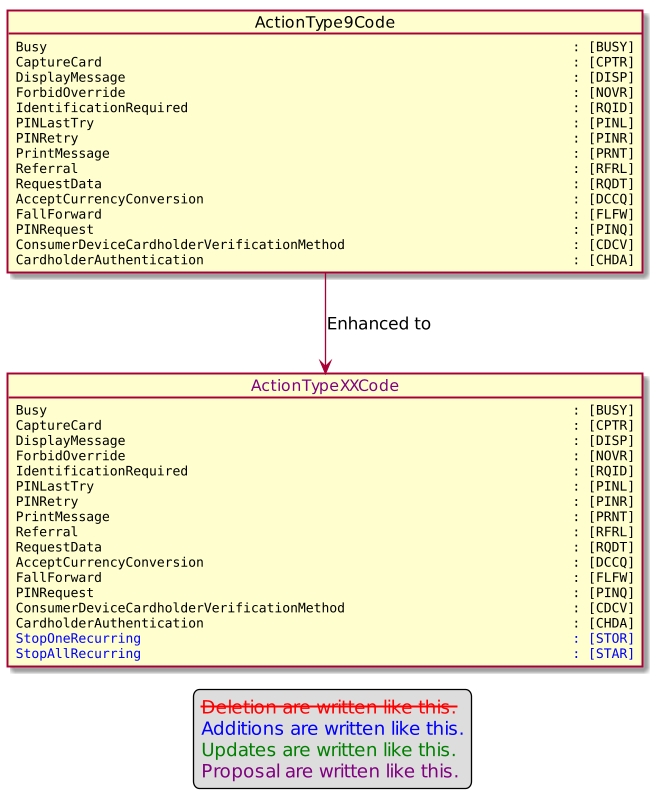 ActionType9Code
Busy : [BUSY]
CaptureCard : [CPTR]
DisplayMessage : [DISP]
ForbidOverride : [NOVR]
IdentificationRequired : [RQID]
PINLastTry : [PINL]
PINRetry : [PINR]
PrintMessage : [PRNT]
Referral : [RFRL]
RequestData : [RQDT]
AcceptCurrencyConversion : [DCCQ]
FallForward : [FLFW]
PINRequest : [PINQ]
ConsumerDeviceCardholderVerificationMethod : [CDCV]
CardholderAuthentication : [CHDA]
Enhanced to
ActionTypeXXCode
Busy : [BUSY]
CaptureCard : [CPTR]
DisplayMessage : [DISP]
ForbidOverride : [NOVR]
IdentificationRequired : [RQID]
PINLastTry : [PINL]
PINRetry : [PINR]
PrintMessage : [PRNT]
Referral : [RFRL]
RequestData : [RQDT]
AcceptCurrencyConversion : [DCCQ]
FallForward : [FLFW]
PINRequest : [PINQ]
ConsumerDeviceCardholderVerificationMethod : [CDCV]
CardholderAuthentication : [CHDA]
StopOneRecurring : [STOR]
StopAllRecurring : [STAR]
Deletion are written like this.
Additions are written like this.
Updates are written like this.
Proposal are written like this.